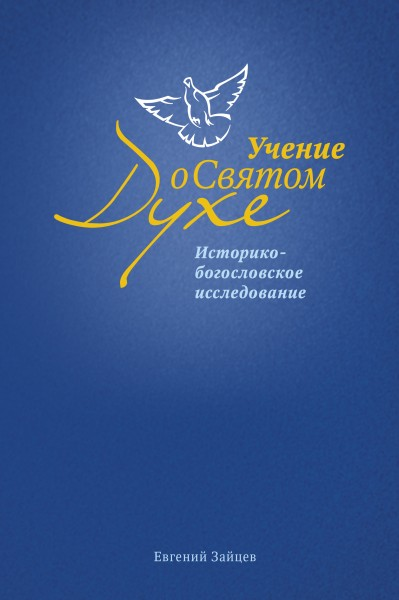 Учение
о Святом
Духе
Историко-
богословское
исследование
Евгений Зайцев